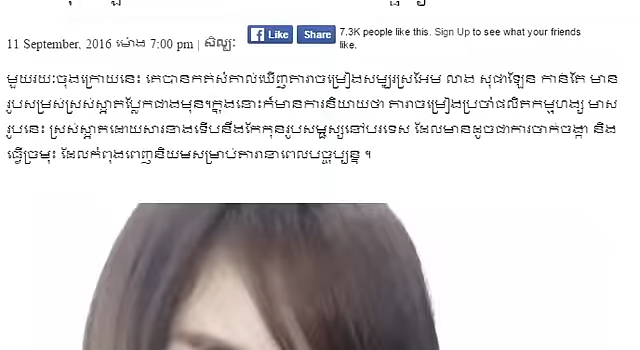 11 September, 2016 ម៉ោង 7:00 pm | សិល្បៈ
Like Share 7.3K people like this. Sign Up to see what your friends
like.
មួយរយៈចុងក្រោយនេះ គេបានកត់សំគាល់ឃើញតារាចម្រៀងសម្បុរស្រអែម លាង សុផាឡែន កាន់តែ មាន
រូបសម្រស់ស្រស់ស្អាតប្លែកជាងមុន។ក្នុងនោះក៏មានការនិយាយថា តារាចម្រៀងប្រចាំផលិតកម្មហង្ស មាស
រូបនេះ ស្រស់ស្អាតដោយសារនាងទើបនឹងកែកុនរូបសម្ផស្សនៅបរទេស ដែលមានដូចជាការបាក់ចង្កា និង
ធ្វើច្រមុះ ដែលកំពុងពេញនិយមសម្រាប់តារានាពេលបច្ចុប្បន្ន ។